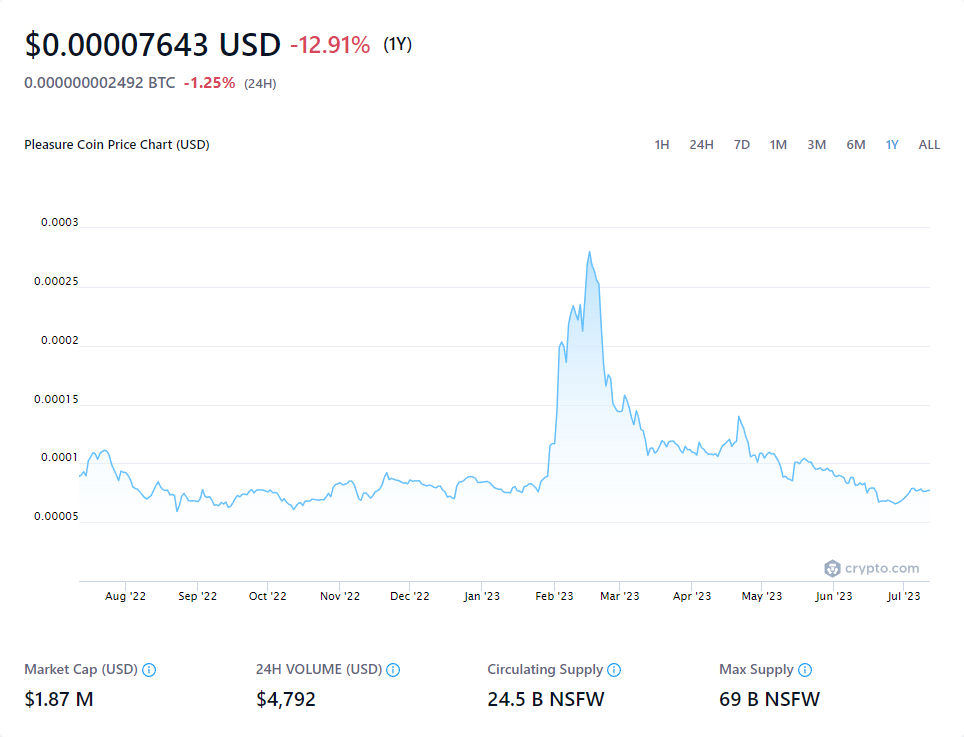 $0.00007643 USD -12.91% (1Y)
0.000000002492 BTC -1.25% (24H)
Pleasure Coin Price Chart (USD) 1H 24H 7D 1M 3M 6M 1Y ALL
0.0003
0.00025
0.0002
0.00015
0.0001
0.00005
crypto.com
Aug '22 Sep '22 Oct '22 Nov '22 Dec '22 Jan '23 Feb '23 Mar '23 Apr '23 May '23 Jun '23 Jul '23
Market Cap (USD) 24H VOLUME (USD) Circulating Supply Max Supply
$1.87 M $4,792 24.5 B NSFW 69 B NSFW